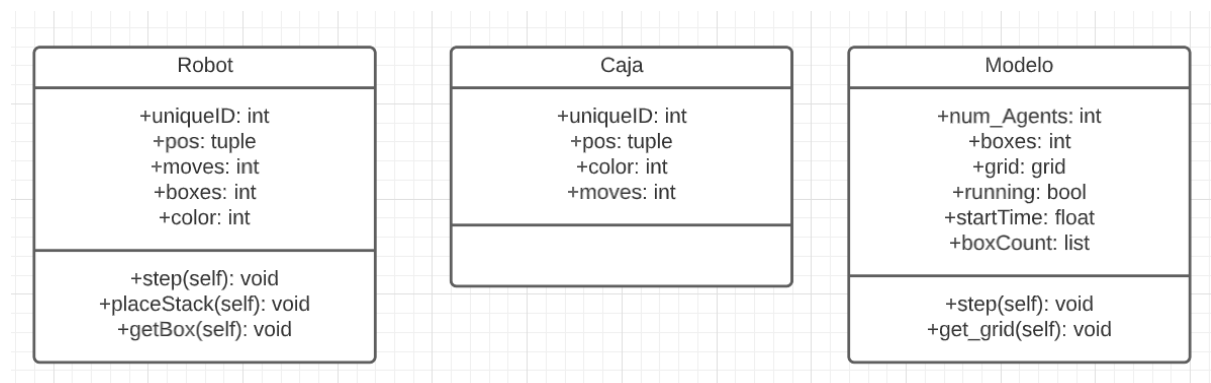 Robot
+uniqueID: int
+pos: tuple
+moves: int
+boxes: int
+color: int
+step(self): void
+placeStack(self): void
+getBox(self): void
Caja
+uniqueID: int
+pos: tuple
+color: int
+moves: int
Modelo
+num_Agents: int
+boxes: int
+grid: grid
+running: bool
+startTime: float
+boxCount: list
+step(self): void
+get_grid(self): void